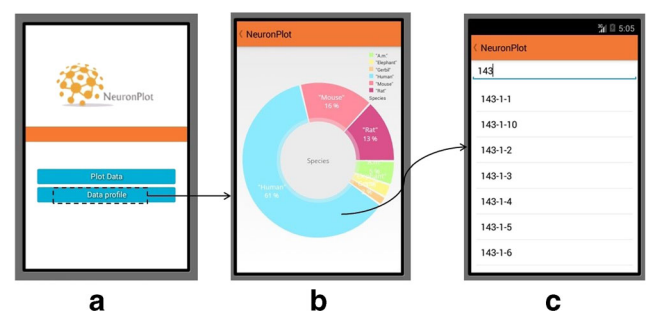 NeuronPlot
Plot Data
Data profile
a
NeuronPlot
"A.m"
"Elephant"
"Gerbil"
"Human"
"Mouse"
"Rat"
Species
"Mouse"
15 %
"Rat"
13 %
Species
"Human"
b
5:05
NeuronPlot
143
143-1-1
143-1-10
143-1-2
143-1-3
143-1-4
143-1-5
143-1-6
c